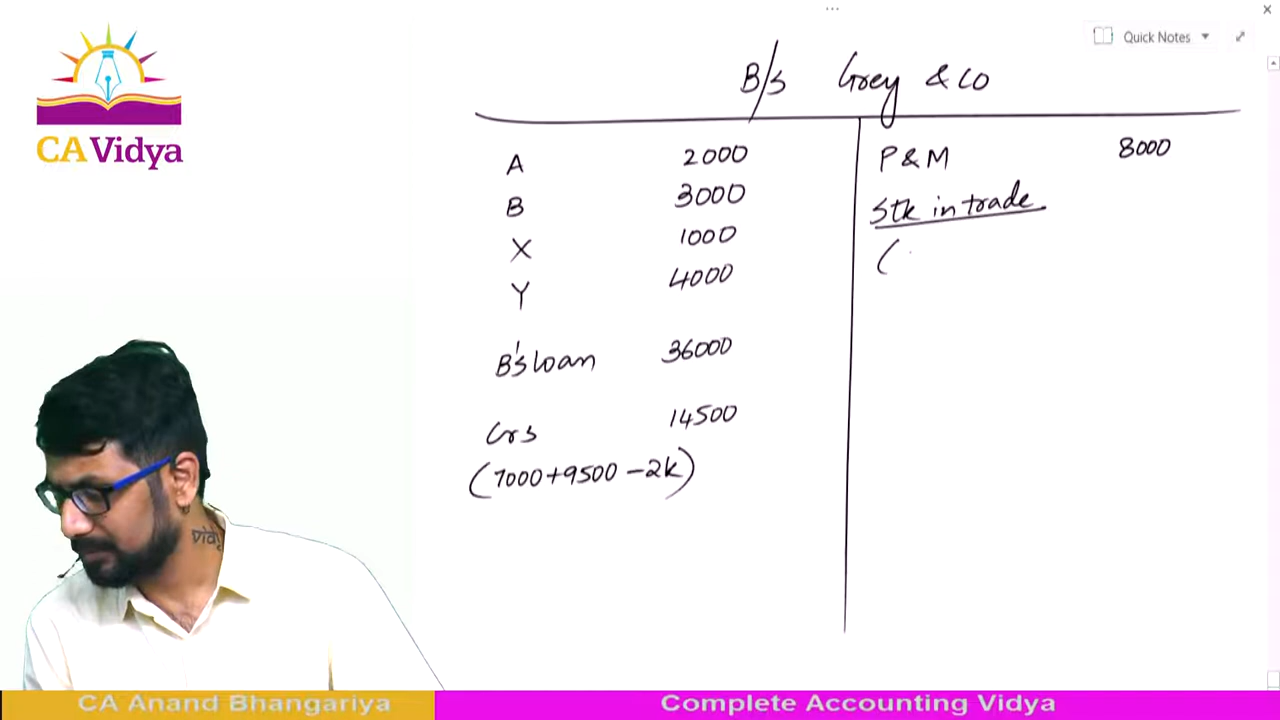 ...
Quick Notes
CA Vidya
B/s Grey & Co
A 2000
B 3000
X 1000
Y 4000
B's loan 36000
Crs 14500
(7000+9500-2k)
P & M 8000
Stk in trade
(
CA Anand Bhangariya
Complete Accounting Vidya